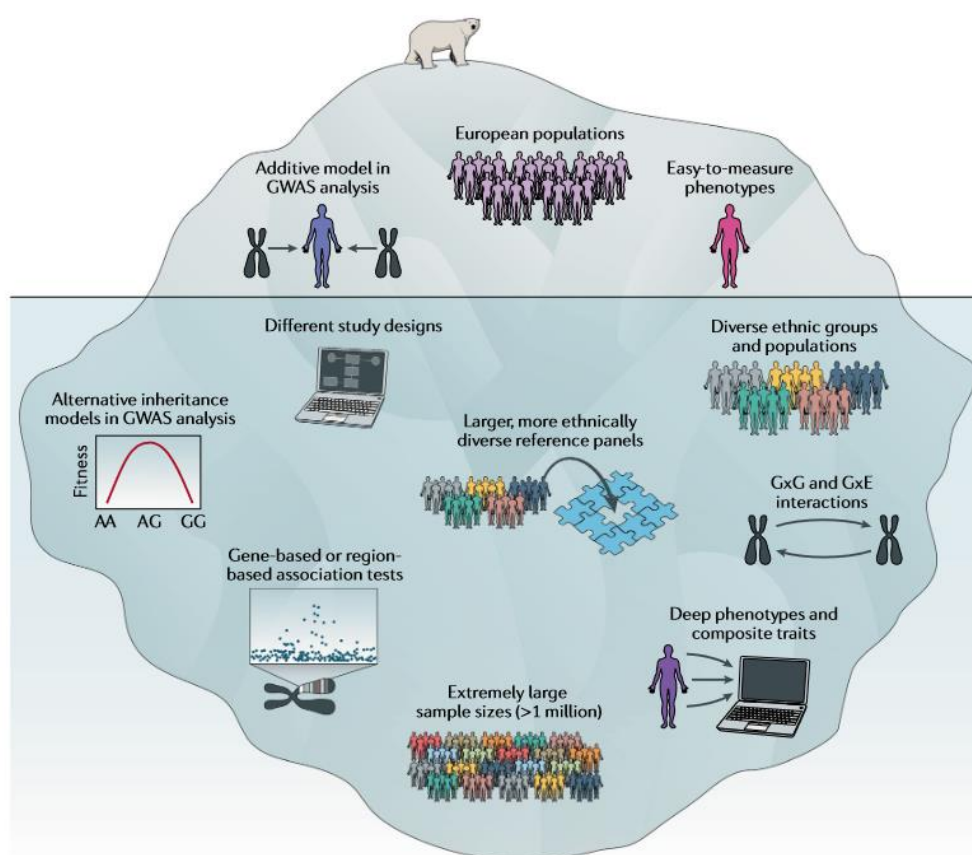 European populations
Additive model in
GWAS analysis
Easy-to-measure
phenotypes
Different study designs
Diverse ethnic groups
and populations
Alternative inheritance
models in GWAS analysis
Fitness
AA AG GG
Larger, more ethnically
diverse reference panels
GxG and GxE
interactions
Gene-based or region-
based association tests
Deep phenotypes and
composite traits
Extremely large
sample sizes (>1 million)